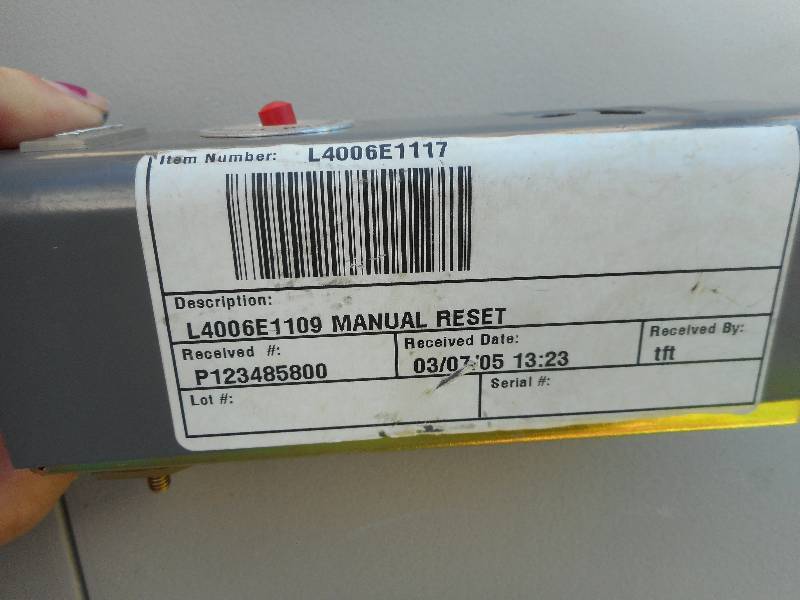 Item Number: L4006E1117
Description:
L4006E1109 MANUAL RESET
Received #:
P123485800
Received Date:
03/07/05 13:23
Received By:
tft
Lot #:
Serial #: